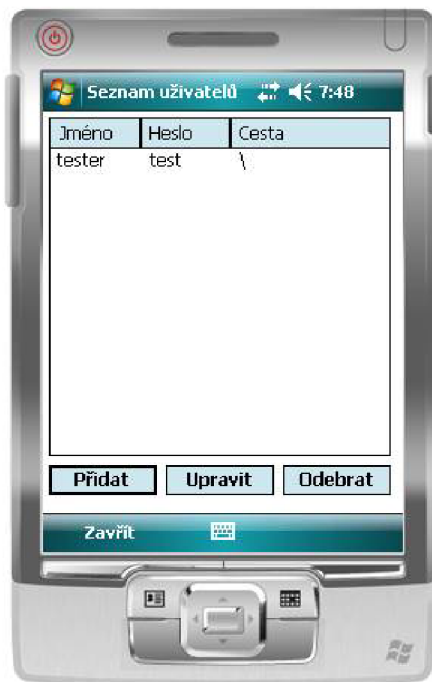 Seznam uživatelů 7:48
Jméno Heslo Cesta
tester test \
Přidat Upravit Odebrat
Zavřít